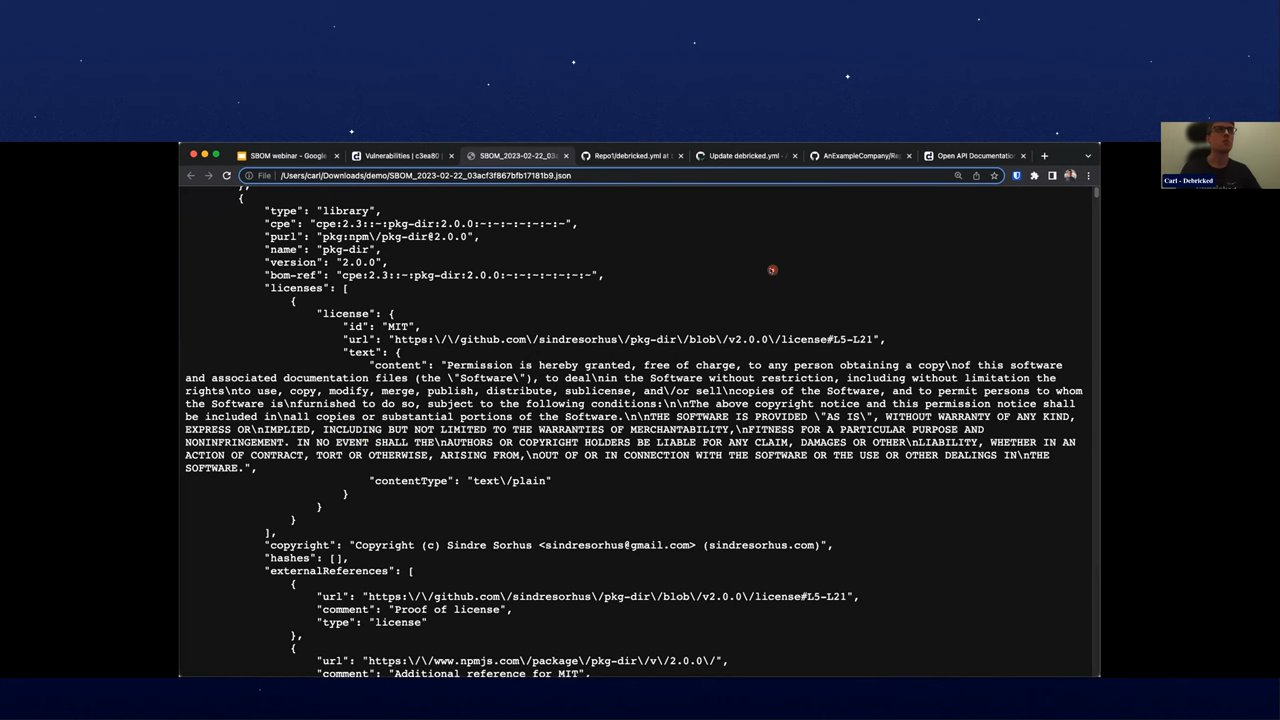 SBOM webinar - Google
Vulnerabilities | c3ea80
SBOM_2023-02-22_03a
Repo1/debricked.yml at
Update debricked.yml ·
AnExampleCompany/Re
Open API Documentatio
File
/Users/carl/Downloads/demo/SBOM_2023-02-22_03acf3f867bfb17181b9.json
},
{
"type": "library",
"cpe": "cpe:2.3::~:pkg-dir:2.0.0:~:~:~:~:~:~:~",
"purl": "pkg:npm\/pkg-dir@2.0.0",
"name": "pkg-dir",
"version": "2.0.0",
"bom-ref": "cpe:2.3::~:pkg-dir:2.0.0:~:~:~:~:~:~:~",
"licenses": [
{
"license": {
"id": "MIT",
"url": "https:\/\/github.com\/sindresorhus\/pkg-dir\/blob\/v2.0.0\/license#L5-L21",
"text": {
"content": "Permission is hereby granted, free of charge, to any person obtaining a copy\nof this software
and associated documentation files (the \"Software\"), to deal\nin the Software without restriction, including without limitation the
rights\nto use, copy, modify, merge, publish, distribute, sublicense, and\/or sell\ncopies of the Software, and to permit persons to whom
the Software is\nfurnished to do so, subject to the following conditions:\n\nThe above copyright notice and this permission notice shall
be included in\nall copies or substantial portions of the Software.\n\nTHE SOFTWARE IS PROVIDED \"AS IS\", WITHOUT WARRANTY OF ANY KIND,
EXPRESS OR\nIMPLIED, INCLUDING BUT NOT LIMITED TO THE WARRANTIES OF MERCHANTABILITY,\nFITNESS FOR A PARTICULAR PURPOSE AND
NONINFRINGEMENT. IN NO EVENT SHALL THE\nAUTHORS OR COPYRIGHT HOLDERS BE LIABLE FOR ANY CLAIM, DAMAGES OR OTHER\nLIABILITY, WHETHER IN AN
ACTION OF CONTRACT, TORT OR OTHERWISE, ARISING FROM,\nOUT OF OR IN CONNECTION WITH THE SOFTWARE OR THE USE OR OTHER DEALINGS IN\nTHE
SOFTWARE.",
"contentType": "text\/plain"
}
}
}
],
"copyright": "Copyright (c) Sindre Sorhus <sindresorhus@gmail.com> (sindresorhus.com)",
"hashes": [],
"externalReferences": [
{
"url": "https:\/\/github.com\/sindresorhus\/pkg-dir\/blob\/v2.0.0\/license#L5-L21",
"comment": "Proof of license",
"type": "license"
},
{
"url": "https:\/\/www.npmjs.com\/package\/pkg-dir\/v\/2.0.0\/",
"comment": "Additional reference for MIT",
Carl - Debricked